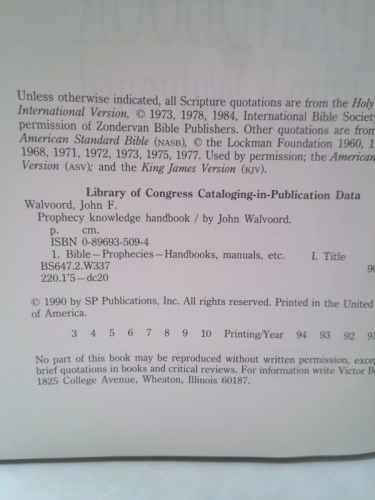 Unless otherwise indicated, all Scripture quotations are from the Holy
International Version, © 1973, 1978, 1984, International Bible Society
permission of Zondervan Bible Publishers. Other quotations are from
American Standard Bible (NASB), © the Lockman Foundation 1960,
1968, 1971, 1972, 1973, 1975, 1977. Used by permission; the American
Version (ASV); and the King James Version (KJV).
Library of Congress Cataloging-in-Publication Data
Walvoord, John F.
Prophecy knowledge handbook / by John Walvoord.
p. cm.
ISBN 0-89693-509-4
1. Bible—Prophecies—Handbooks, manuals, etc. I. Title
BS647.2.W337
220.1'5—dc20
© 1990 by SP Publications, Inc. All rights reserved. Printed in the United
of America.
3 4 5 6 7 8 9 10 Printing/Year 94 93 92 91
No part of this book may be reproduced without written permission,
brief quotations in books and critical reviews. For information write Victor
1825 College Avenue, Wheaton, Illinois 60187.